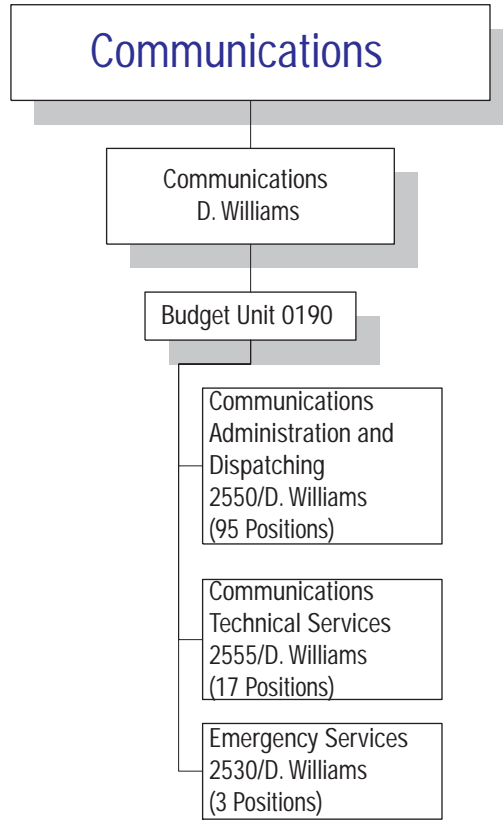 Communications
Communications
D. Williams
Budget Unit 0190
Communications
Administration and
Dispatching
2550/D. Williams
(95 Positions)
Communications
Technical Services
2555/D. Williams
(17 Positions)
Emergency Services
2530/D. Williams
(3 Positions)